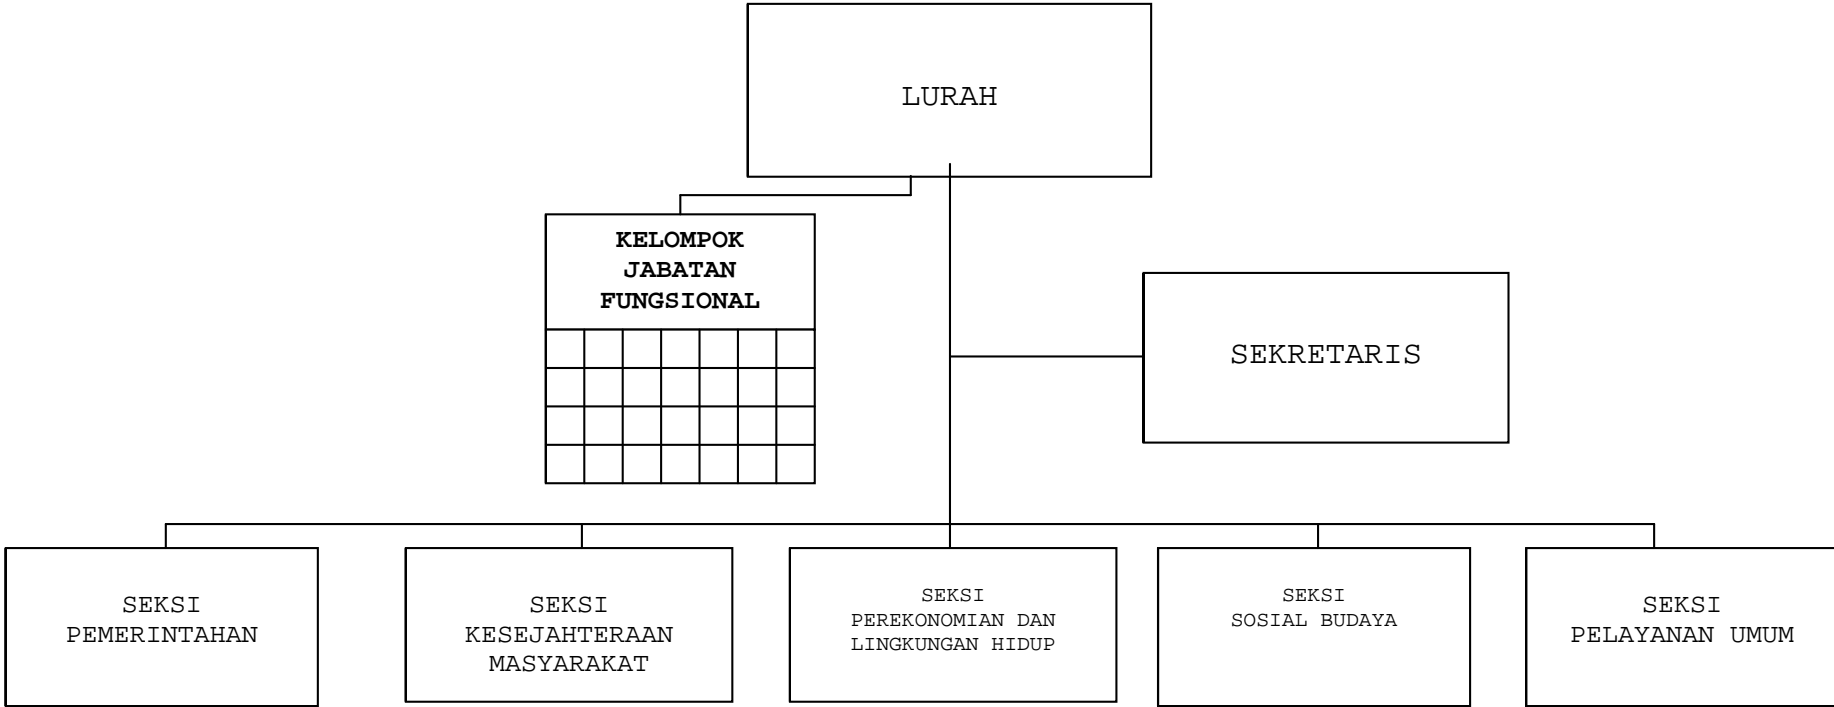 LURAH
KELOMPOK
JABATAN
FUNGSIONAL
SEKRETARIS
SEKSI
PEMERINTAHAN
SEKSI
KESEJAHTERAAN
MASYARAKAT
SEKSI
PEREKONOMIAN DAN
LINGKUNGAN HIDUP
SEKSI
SOSIAL BUDAYA
SEKSI
PELAYANAN UMUM